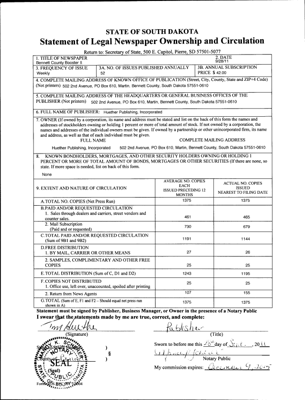 STATE OF SOUTH DAKOTA
Statement of Legal Newspaper Ownership and Circulation
Return to: Secretary of State, 500 E. Capitol, Pierre, SD 57501-5077
1. TITLE OF NEWSPAPER
Bennett County Booster II
2. DATE
9/28/11
3. FREQUENCY OF ISSUE
Weekly
3A. NO. OF ISSUES PUBLISHED ANNUALLY
52
3B. ANNUAL SUBSCRIPTION
PRICE $ 42.00
4. COMPLETE MAILING ADDRESS OF KNOWN OFFICE OF PUBLICATION (Street, City, County, State and ZIP+4 Code)
(Not printers) 502 2nd Avenue, PO Box 610, Martin, Bennett County, South Dakota 57551-0610
5. COMPLETE MAILING ADDRESS OF THE HEADQUARTERS OR GENERAL BUSINESS OFFICES OF THE
PUBLISHER (Not printers) 502 2nd Avenue, PO Box 610, Martin, Bennett County, South Dakota 57551-0610
6. FULL NAME OF PUBLISHER: Huether Publishing, Incorporated
7. OWNER (If owned by a corporation, its name and address must be stated and list on the back of this form the names and
addresses of stockholders owning or holding 1 percent or more of total amount of stock. If not owned by a corporation, the
names and addresses of the individual owners must be given. If owned by a partnership or other unincorporated firm, its name
and address, as well as that of each individual must be given.
FULL NAME COMPLETE MAILING ADDRESS
Huether Publishing, Incorporated 502 2nd Avenue, PO Box 610, Martin, Bennett County, South Dakota 57551-0610
8. KNOWN BONDHOLDERS, MORTGAGES, AND OTHER SECURITY HOLDERS OWNING OR HOLDING 1
PERCENT OR MORE OF TOTAL AMOUNT OF BONDS, MORTGAGES OR OTHER SECURITIES (If there are none, so
state. If more space is needed, list on back of this form.
None
9. EXTENT AND NATURE OF CIRCULATION
AVERAGE NO. COPIES
EACH
ISSUED PRECEDING 12
MONTHS
ACTUAL NO. COPIES
ISSUED
NEAREST TO FILING DATE
A. TOTAL NO. COPIES (Net Press Run) 1375 1375
B. PAID AND/OR REQUESTED CIRCULATION
1. Sales through dealers and carriers, street vendors and
counter sales.
461 465
2. Mail Subscription
(Paid and/or requested)
730 679
C. TOTAL PAID AND/OR REQUESTED CIRCULATION
(Sum of 9B1 and 9B2)
1191 1144
D. FREE DISTRIBUTION
1. BY MAIL, CARRIER OR OTHER MEANS
27 26
2. SAMPLES, COMPLIMENTARY AND OTHER FREE
COPIES
25 25
E. TOTAL DISTRIBUTION (Sum of C, D1 and D2) 1243 1195
F. COPIES NOT DISTRIBUTED
1. Office use, left over, unaccounted, spoiled after printing
25 25
2. Return from News Agents 107 155
G. TOTAL (Sum of E, F1 and F2 - Should equal net press run
shown in A)
1375 1375
Statement must be signed by Publisher, Business Manager, or Owner in the presence of a Notary Public
I swear that the statements made by me are true, correct, and complete:
Tim Huether Publisher
(Signature) (Title)
Sworn to before me this 28th day of Sept. 2011
Notary Public
NOTARY
SEAL
(Seal)
PUBLIC
My commission expires: